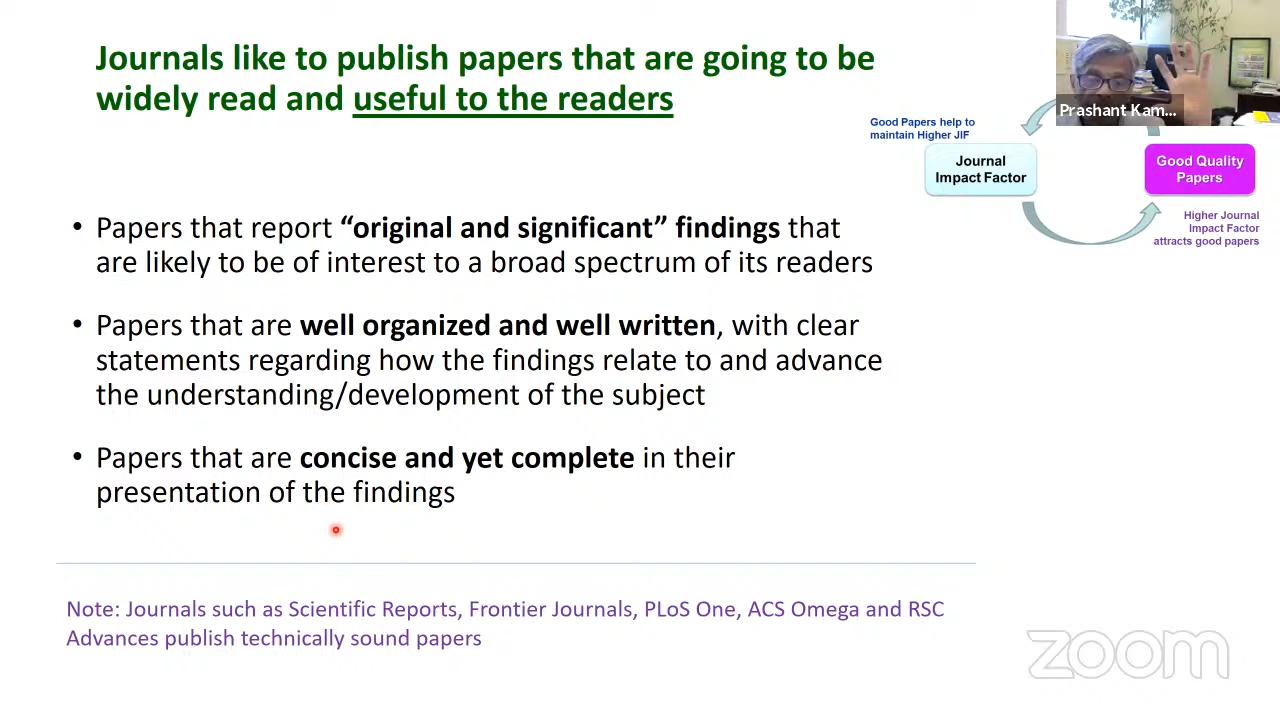 Journals like to publish papers that are going to be
widely read and useful to the readers
Prashant Kam...
Good Papers help to
maintain Higher JIF
Journal
Impact Factor
Good Quality
Papers
Higher Journal
Impact Factor
attracts good papers
• Papers that report “original and significant” findings that
are likely to be of interest to a broad spectrum of its readers
• Papers that are well organized and well written, with clear
statements regarding how the findings relate to and advance
the understanding/development of the subject
• Papers that are concise and yet complete in their
presentation of the findings
Note: Journals such as Scientific Reports, Frontier Journals, PLoS One, ACS Omega and RSC
Advances publish technically sound papers
zoom